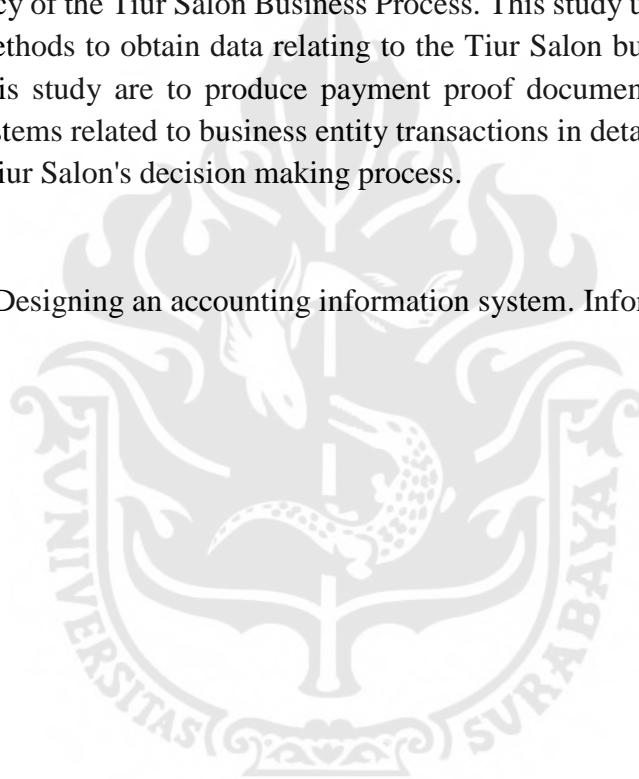 cy of the Tiur Salon Business Process. This study u
ethods to obtain data relating to the Tiur Salon bu
is study are to produce payment proof documen
stems related to business entity transactions in deta
iur Salon's decision making process.
Designing an accounting information system. Infor
UNIVERSITAS SURABAYA